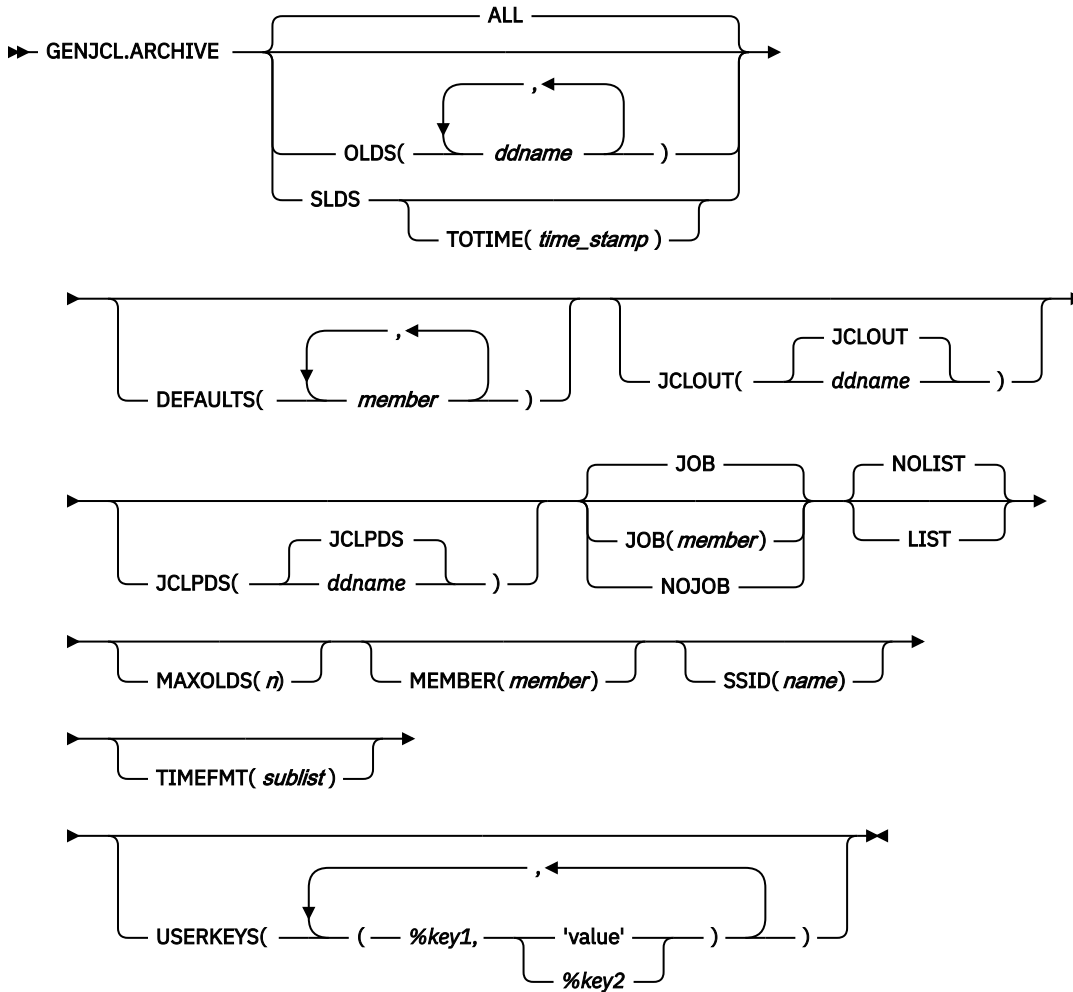 ALL
GENJCL.ARCHIVE
,
OLDS( ddname )
SLDS
TOTIME( time_stamp )
, JCLOUT
DEFAULTS( member ) JCLOUT( ddname )
JOB NOLIST
JCLPDS JOB( member) LIST
JCLPDS( ddname ) NOJOB
MAXOLDS( n) MEMBER( member) SSID( name)
TIMEFMT( sublist )
,
USERKEYS( ( %key1, 'value' ) )
%key2